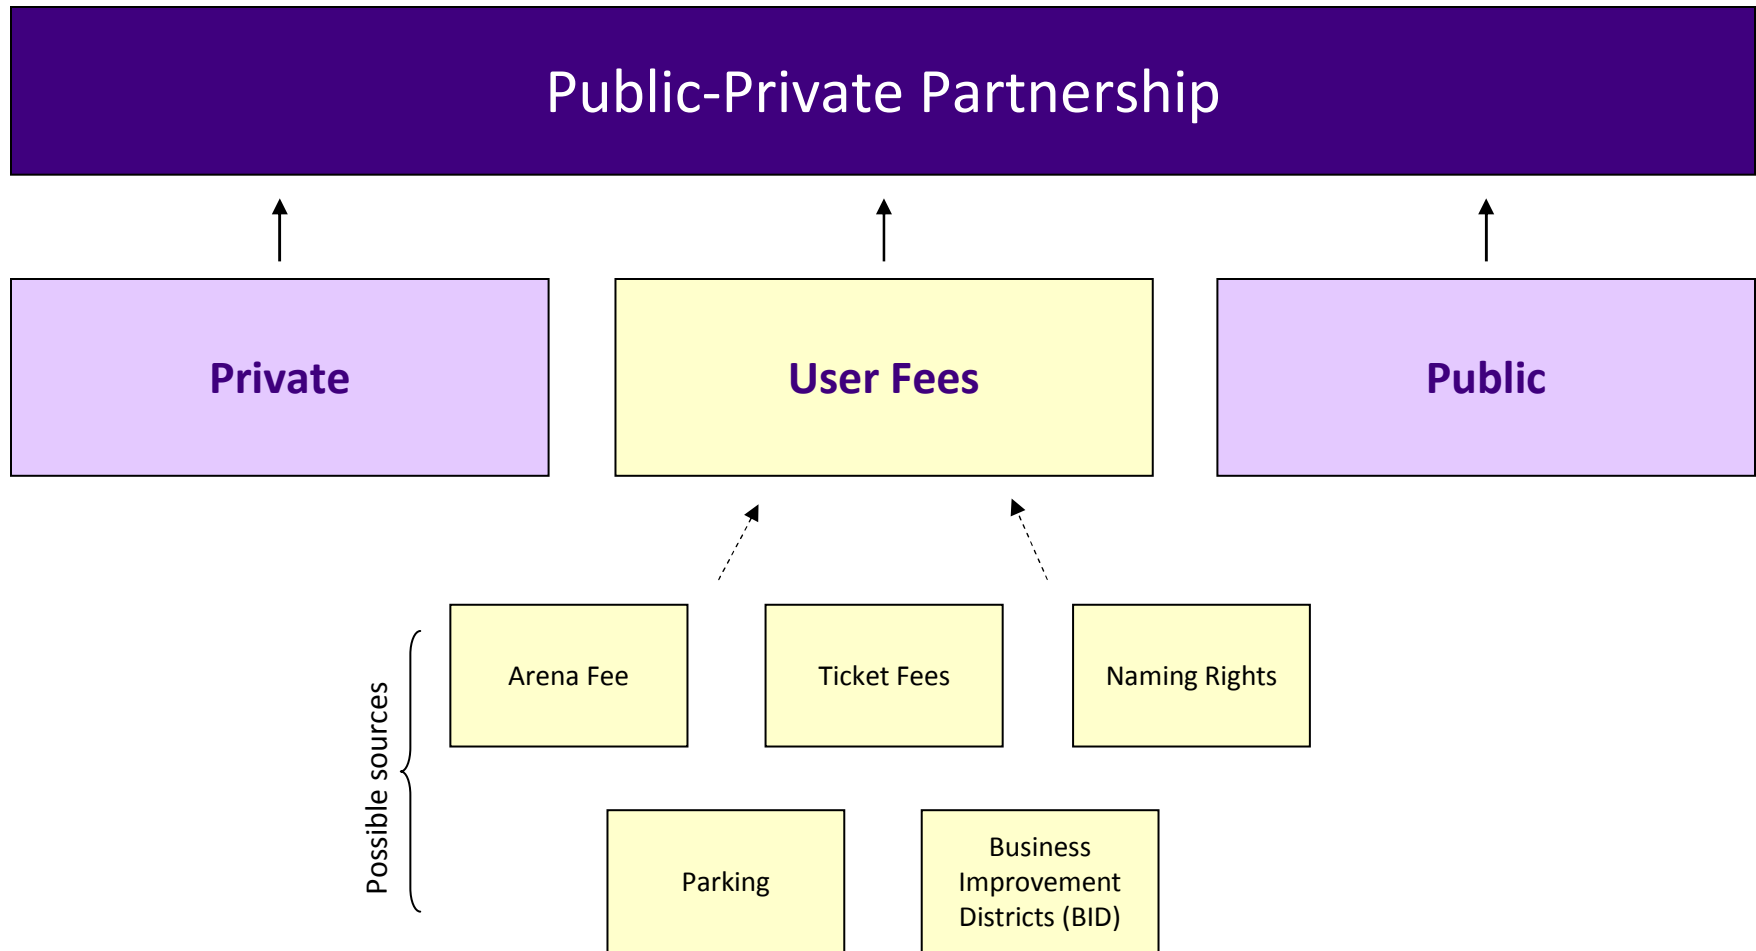 Public-Private Partnership
Private
User Fees
Public
Possible sources
Arena Fee
Ticket Fees
Naming Rights
Parking
Business
Improvement
Districts (BID)